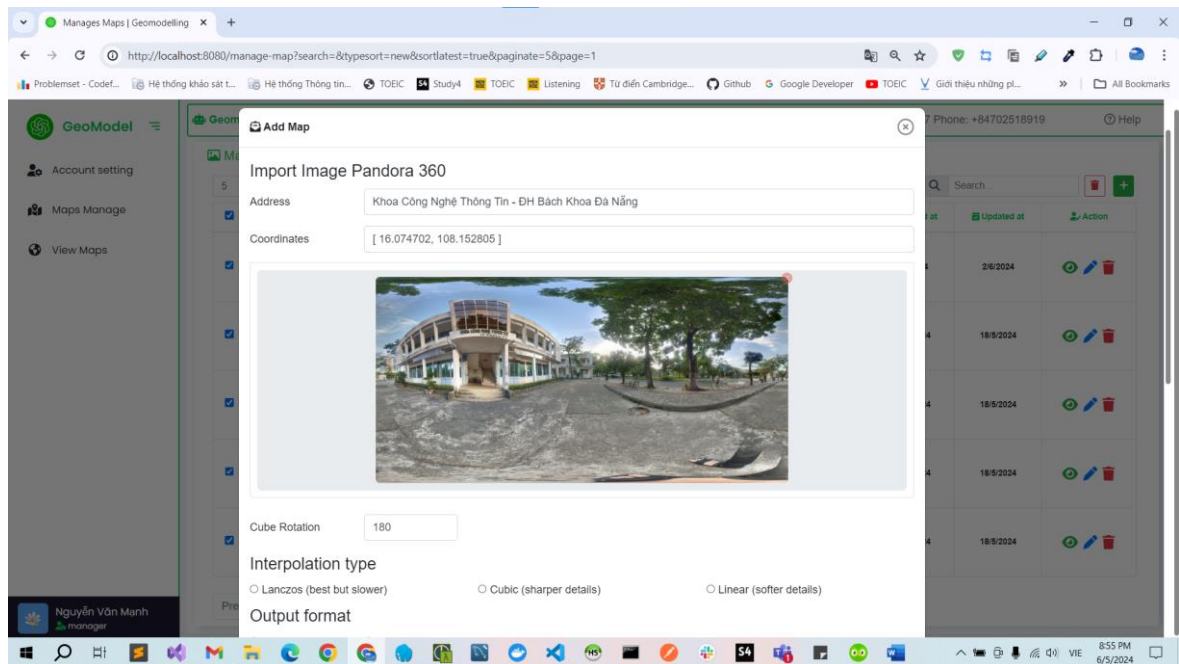 Manages Maps | Geomodelling
http://localhost:8080/manage-map?search=&typesort=new&sortlatest=true&paginate=5&page=1
Problemset - Codef... Hệ thống khảo sát t... Hệ thống Thông tin... TOEIC Study4 TOEIC Listening Từ điển Cambridge... Github Google Developer TOEIC Giới thiệu những pl... » All Bookmarks
GeoModel
Geom
7 Phone: +84702518919
Help
Add Map
Account setting
Maps Manage
View Maps
Ma
5
Search...
Import Image Pandora 360
Address
Khoa Công Nghệ Thông Tin - ĐH Bách Khoa Đà Nẵng
Coordinates
[ 16.074702, 108.152805 ]
Updated at
Action
2/6/2024
18/5/2024
18/5/2024
18/5/2024
18/5/2024
Cube Rotation
180
Interpolation type
Lanczos (best but slower)
Cubic (sharper details)
Linear (softer details)
Output format
Pre
Nguyễn Văn Mạnh
manager
VIE
8:55 PM
6/5/2024